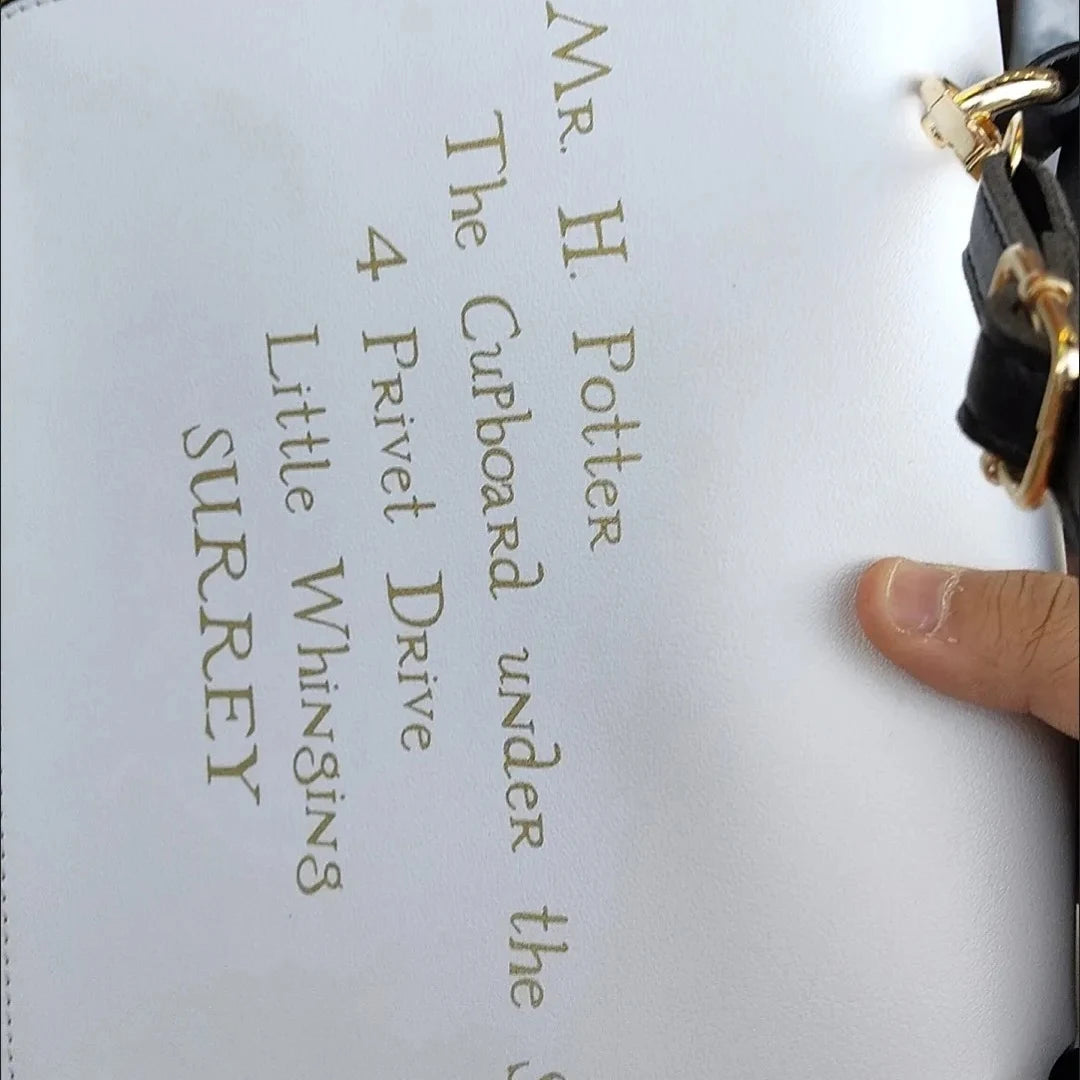 Mr. H. Potter
The Cupboard under the
4 Privet Drive
Little Whinging
SURREY